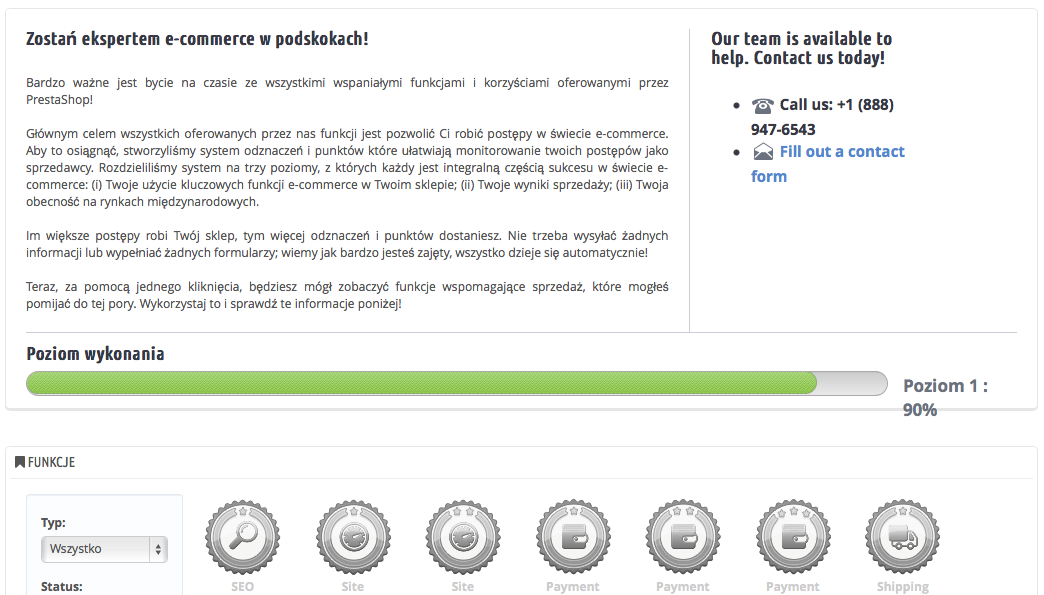 Zostań ekspertem e-commerce w podskokach!
Bardzo ważne jest bycie na czasie ze wszystkimi wspaniałymi funkcjami i korzyściami oferowanymi przez
PrestaShop!
Głównym celem wszystkich oferowanych przez nas funkcji jest pozwolić Ci robić postępy w świecie e-commerce.
Aby to osiągnąć, stworzyliśmy system odznaczeń i punktów które ułatwiają monitorowanie twoich postępów jako
sprzedawcy. Rozdzieliliśmy system na trzy poziomy, z których każdy jest integralną częścią sukcesu w świecie e-
commerce: (i) Twoje użycie kluczowych funkcji e-commerce w Twoim sklepie; (ii) Twoje wyniki sprzedaży; (iii) Twoja
obecność na rynkach międzynarodowych.
Im większe postępy robi Twój sklep, tym więcej odznaczeń i punktów dostaniesz. Nie trzeba wysyłać żadnych
informacji lub wypełniać żadnych formularzy; wiemy jak bardzo jesteś zajęty, wszystko dzieje się automatycznie!
Teraz, za pomocą jednego kliknięcia, będziesz mógł zobaczyć funkcje wspomagające sprzedaż, które mogłeś
pomijać do tej pory. Wykorzystaj to i sprawdź te informacje poniżej!
Our team is available to
help. Contact us today!
Call us: +1 (888)
947-6543
Fill out a contact
form
Poziom wykonania
Poziom 1 :
90%
FUNKCJE
Typ:
Wszystko
Status:
SEO
Site
Site
Payment
Payment
Payment
Shipping